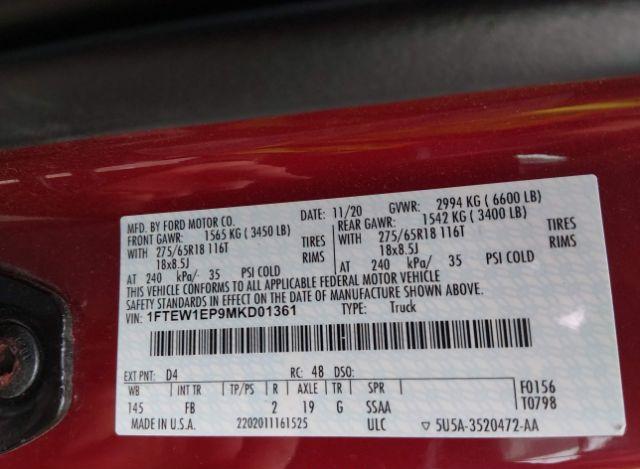 MFD. BY FORD MOTOR CO. DATE: 11/20 GVWR: 2994 KG ( 6600 LB)
FRONT GAWR: 1565 KG ( 3450 LB) REAR GAWR: 1542 KG ( 3400 LB)
WITH 275/65R18 116T TIRES WITH 275/65R18 116T TIRES
18x8.5J RIMS 18x8.5J RIMS
AT 240 kPa/ 35 PSI COLD AT 240 kPa/ 35 PSI COLD
THIS VEHICLE CONFORMS TO ALL APPLICABLE FEDERAL MOTOR VEHICLE
SAFETY STANDARDS IN EFFECT ON THE DATE OF MANUFACTURE SHOWN ABOVE.
VIN: 1FTEW1EP9MKD01361 TYPE: Truck
EXT PNT: D4 RC: 48 DSO: F0156
WB INT TR TP/PS R AXLE TR SPR T0798
145 FB 2 19 G SSAA
MADE IN U.S.A. 2202011161525 ULC 5U5A-3520472-AA